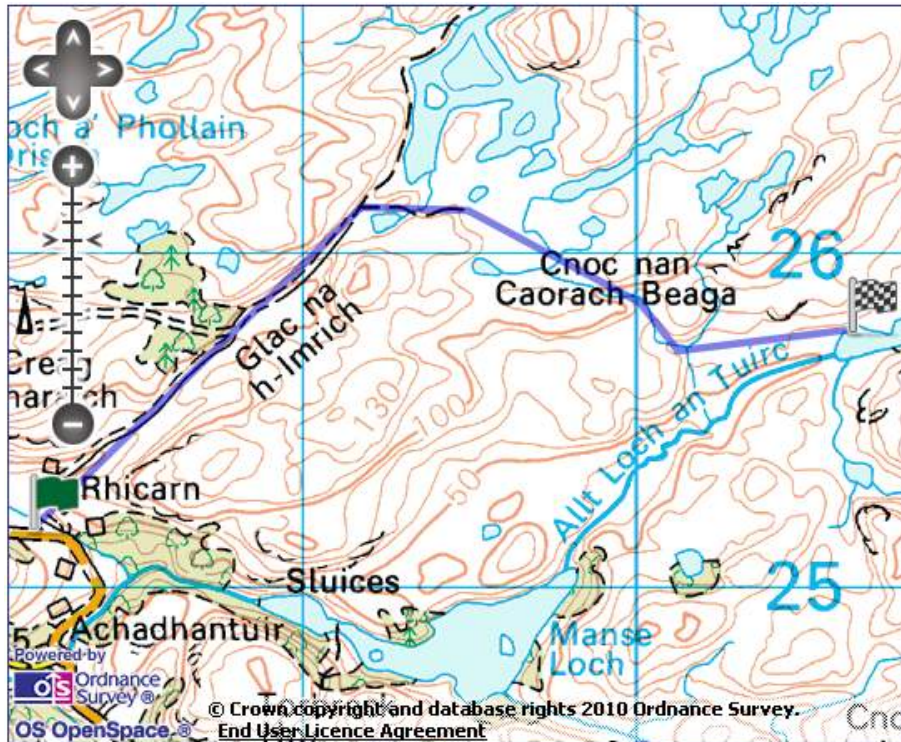 och a' Phollain
26
Cnoc nan
Caorach Beaga
Glac na
h-Imrich
Creag
130
100
Allt Loch an Tuirc
50
Rhicarn
Sluices
25
Achadhantuir
Manse
Loch
Powered by
OS Ordnance
Survey ®
OS OpenSpace ®
© Crown copyright and database rights 2010 Ordnance Survey.
End User Licence Agreement
Cno